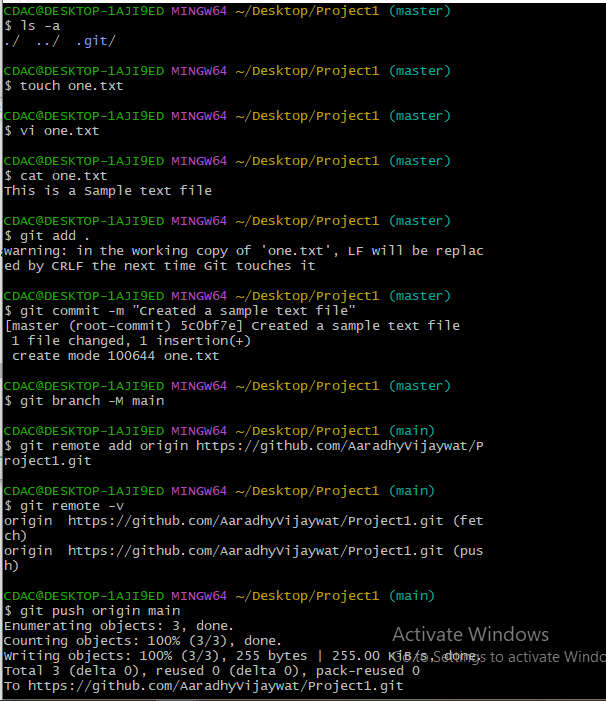 CDAC@DESKTOP-1AJI9ED MINGW64 ~/Desktop/Project1 (master)
$ ls -a
./  ../  .git/
CDAC@DESKTOP-1AJI9ED MINGW64 ~/Desktop/Project1 (master)
$ touch one.txt
CDAC@DESKTOP-1AJI9ED MINGW64 ~/Desktop/Project1 (master)
$ vi one.txt
CDAC@DESKTOP-1AJI9ED MINGW64 ~/Desktop/Project1 (master)
$ cat one.txt
This is a Sample text file
CDAC@DESKTOP-1AJI9ED MINGW64 ~/Desktop/Project1 (master)
$ git add .
warning: in the working copy of 'one.txt', LF will be replac
ed by CRLF the next time Git touches it
CDAC@DESKTOP-1AJI9ED MINGW64 ~/Desktop/Project1 (master)
$ git commit -m "Created a sample text file"
[master (root-commit) 5c0bf7e] Created a sample text file
 1 file changed, 1 insertion(+)
 create mode 100644 one.txt
CDAC@DESKTOP-1AJI9ED MINGW64 ~/Desktop/Project1 (master)
$ git branch -M main
CDAC@DESKTOP-1AJI9ED MINGW64 ~/Desktop/Project1 (main)
$ git remote add origin https://github.com/AaradhyVijaywat/P
roject1.git
CDAC@DESKTOP-1AJI9ED MINGW64 ~/Desktop/Project1 (main)
$ git remote -v
origin  https://github.com/AaradhyVijaywat/Project1.git (fet
ch)
origin  https://github.com/AaradhyVijaywat/Project1.git (pus
h)
CDAC@DESKTOP-1AJI9ED MINGW64 ~/Desktop/Project1 (main)
$ git push origin main
Enumerating objects: 3, done.
Counting objects: 100% (3/3), done.
Writing objects: 100% (3/3), 255 bytes | 255.00 KiB/s, done.
Total 3 (delta 0), reused 0 (delta 0), pack-reused 0
To https://github.com/AaradhyVijaywat/Project1.git
Activate Windows
Go to Settings to activate Windo